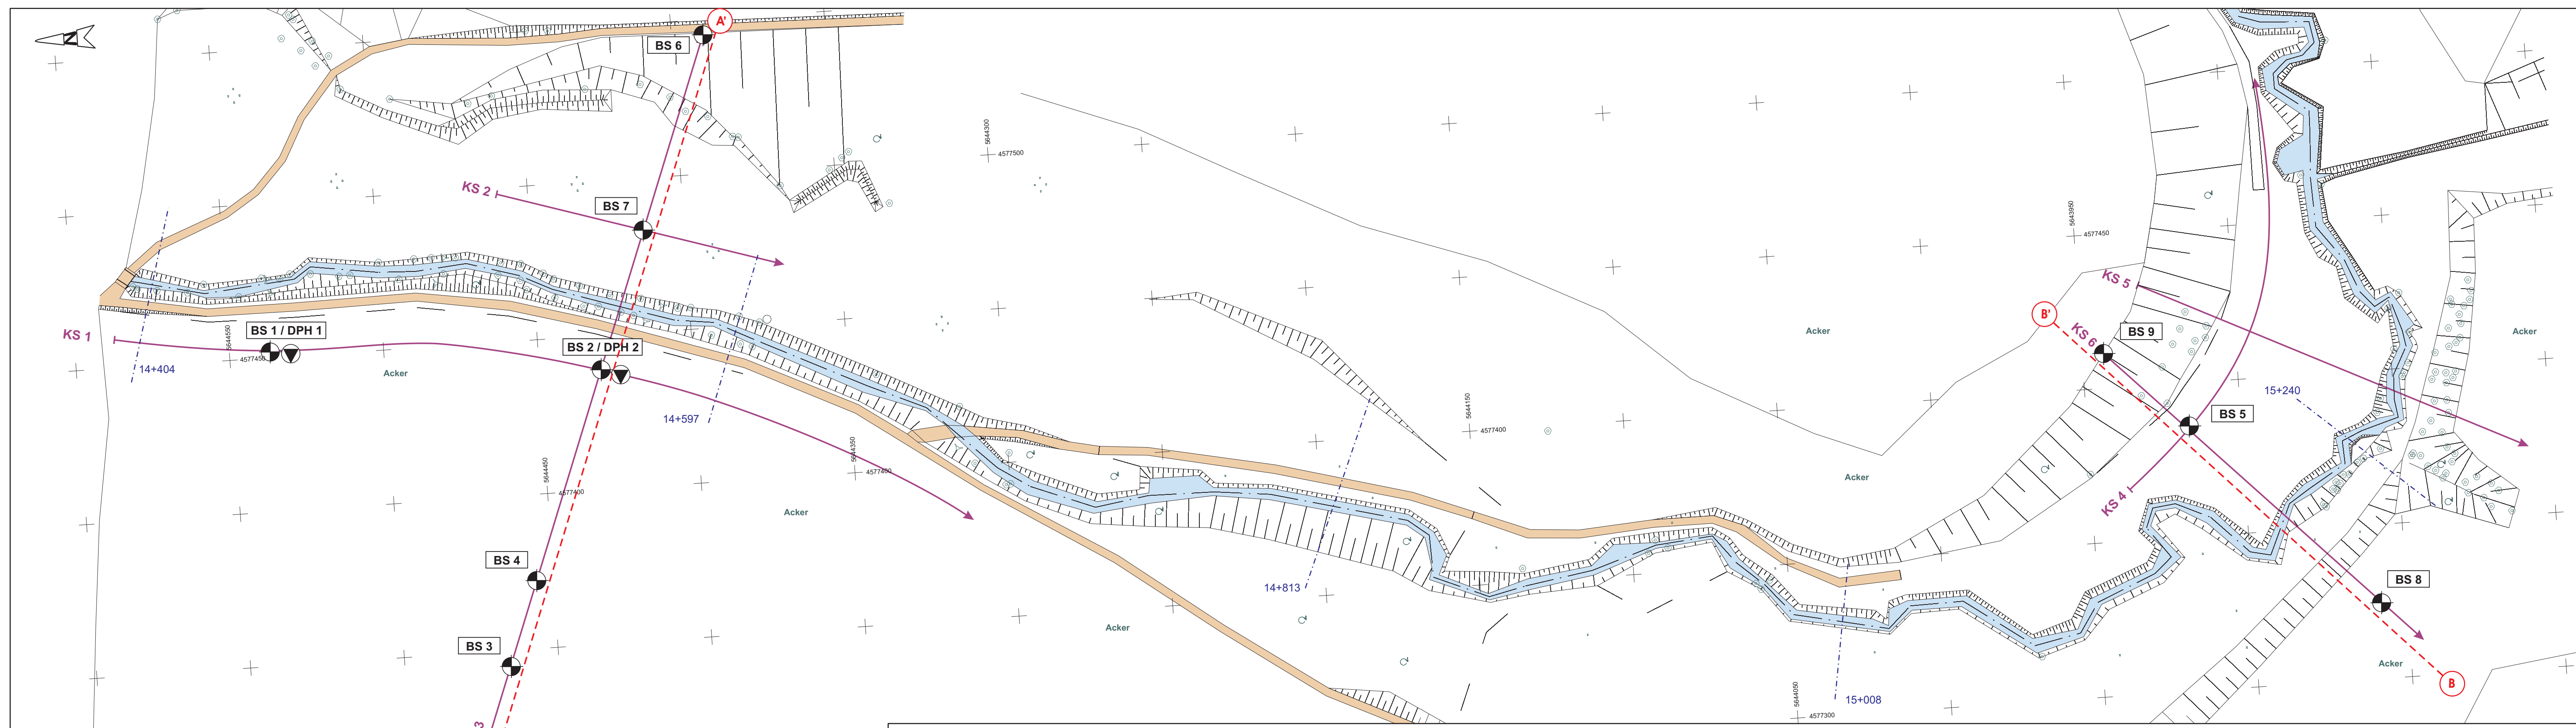 N
A'
BS 6
KS 2
BS 7
5644300
4577500
5643950
4577450
KS 5
B'
KS 6
BS 9
Acker
Acker
KS 1
5644550
4577450
BS 1 / DPH 1
BS 2 / DPH 2
14+404
Acker
14+597
15+240
BS 5
5644150
4577400
5644350
4577400
Acker
5644450
4577400
KS 4
Acker
BS 4
14+813
BS 8
Acker
BS 3
Acker
B
5644050
4577300
15+008
3